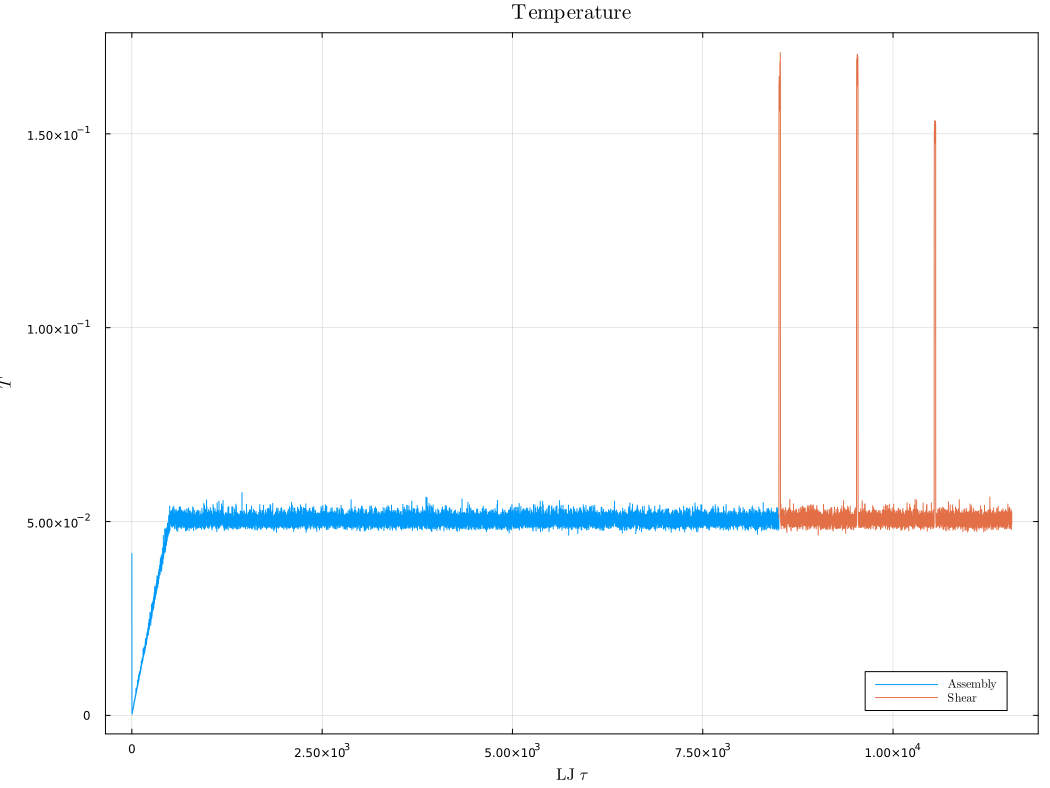 Temperature
1.50×10⁻¹
1.00×10⁻¹
T
5.00×10⁻²
0
Assembly
Shear
0
2.50×10³
5.00×10³
7.50×10³
1.00×10⁴
LJ τ